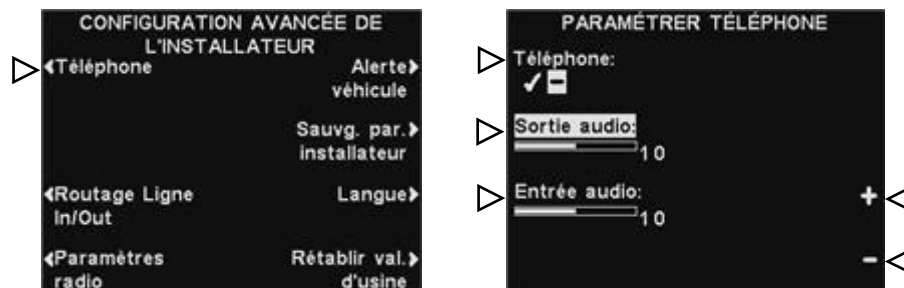 CONFIGURATION AVANCÉE DE
L'INSTALLATEUR
Téléphone
Alerte
véhicule
Sauvg. par.
installateur
Routage Ligne
In/Out
Langue
Paramètres
radio
Rétablir val.
d'usine
PARAMÉTRER TÉLÉPHONE
Téléphone:
Sortie audio:
10
Entrée audio:
10
+
-